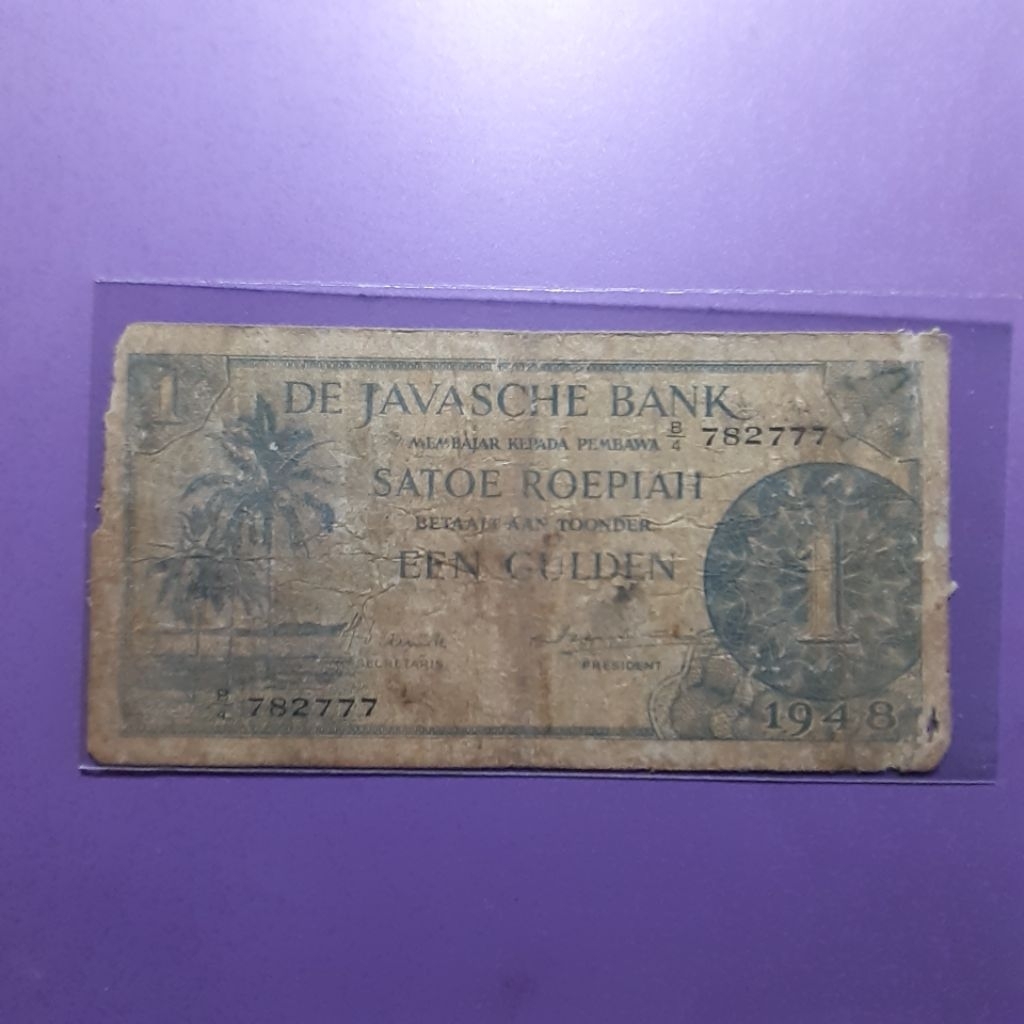 1
DE JAVASCHE BANK
MEMBAJAR KEPADA PEMBAWA
B/4 782777
SATOE ROEPIAH
BETAALT AAN TOONDER
EEN GULDEN
1
SECRETARIS
PRESIDENT
B/4 782777
1948